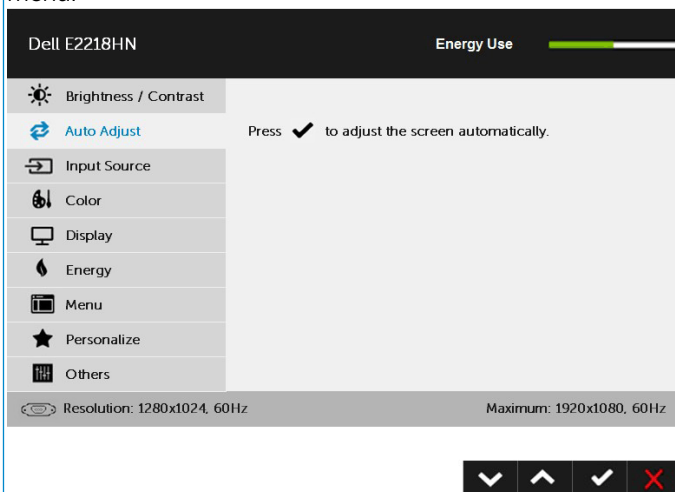 menu.
Dell E2218HN Energy Use
Brightness / Contrast
Auto Adjust Press ✔ to adjust the screen automatically.
Input Source
Color
Display
Energy
Menu
Personalize
Others
Resolution: 1280x1024, 60Hz Maximum: 1920x1080, 60Hz